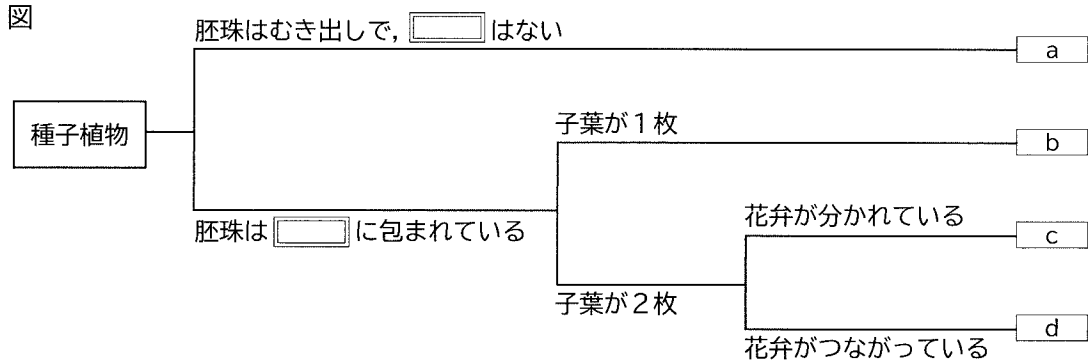 図
胚珠はむき出しで, はない
a
種子植物
子葉が1枚
b
胚珠は に包まれている
花弁が分かれている
c
子葉が2枚
d
花弁がつながっている